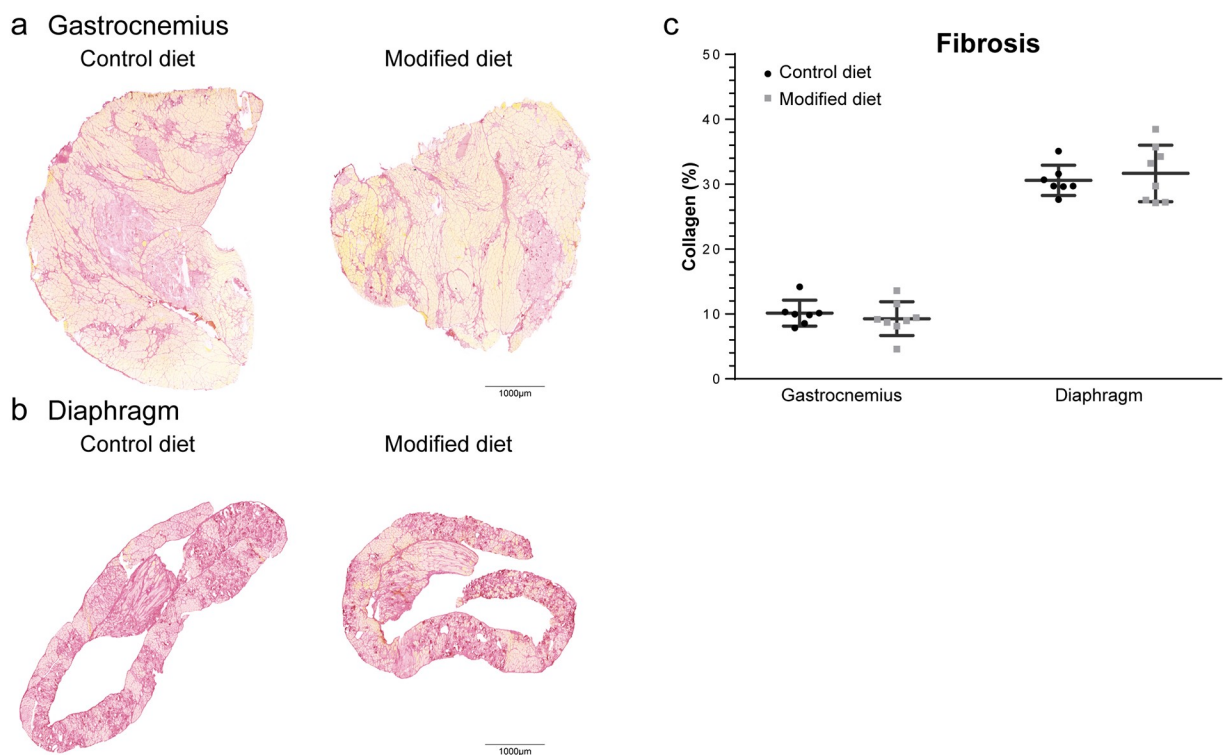 a Gastrocnemius
Control diet
Modified diet
1000μm
b Diaphragm
Control diet
Modified diet
1000μm
c
Fibrosis
Control diet
Modified diet
Collagen (%)
50
40
30
20
10
0
Gastrocnemius
Diaphragm